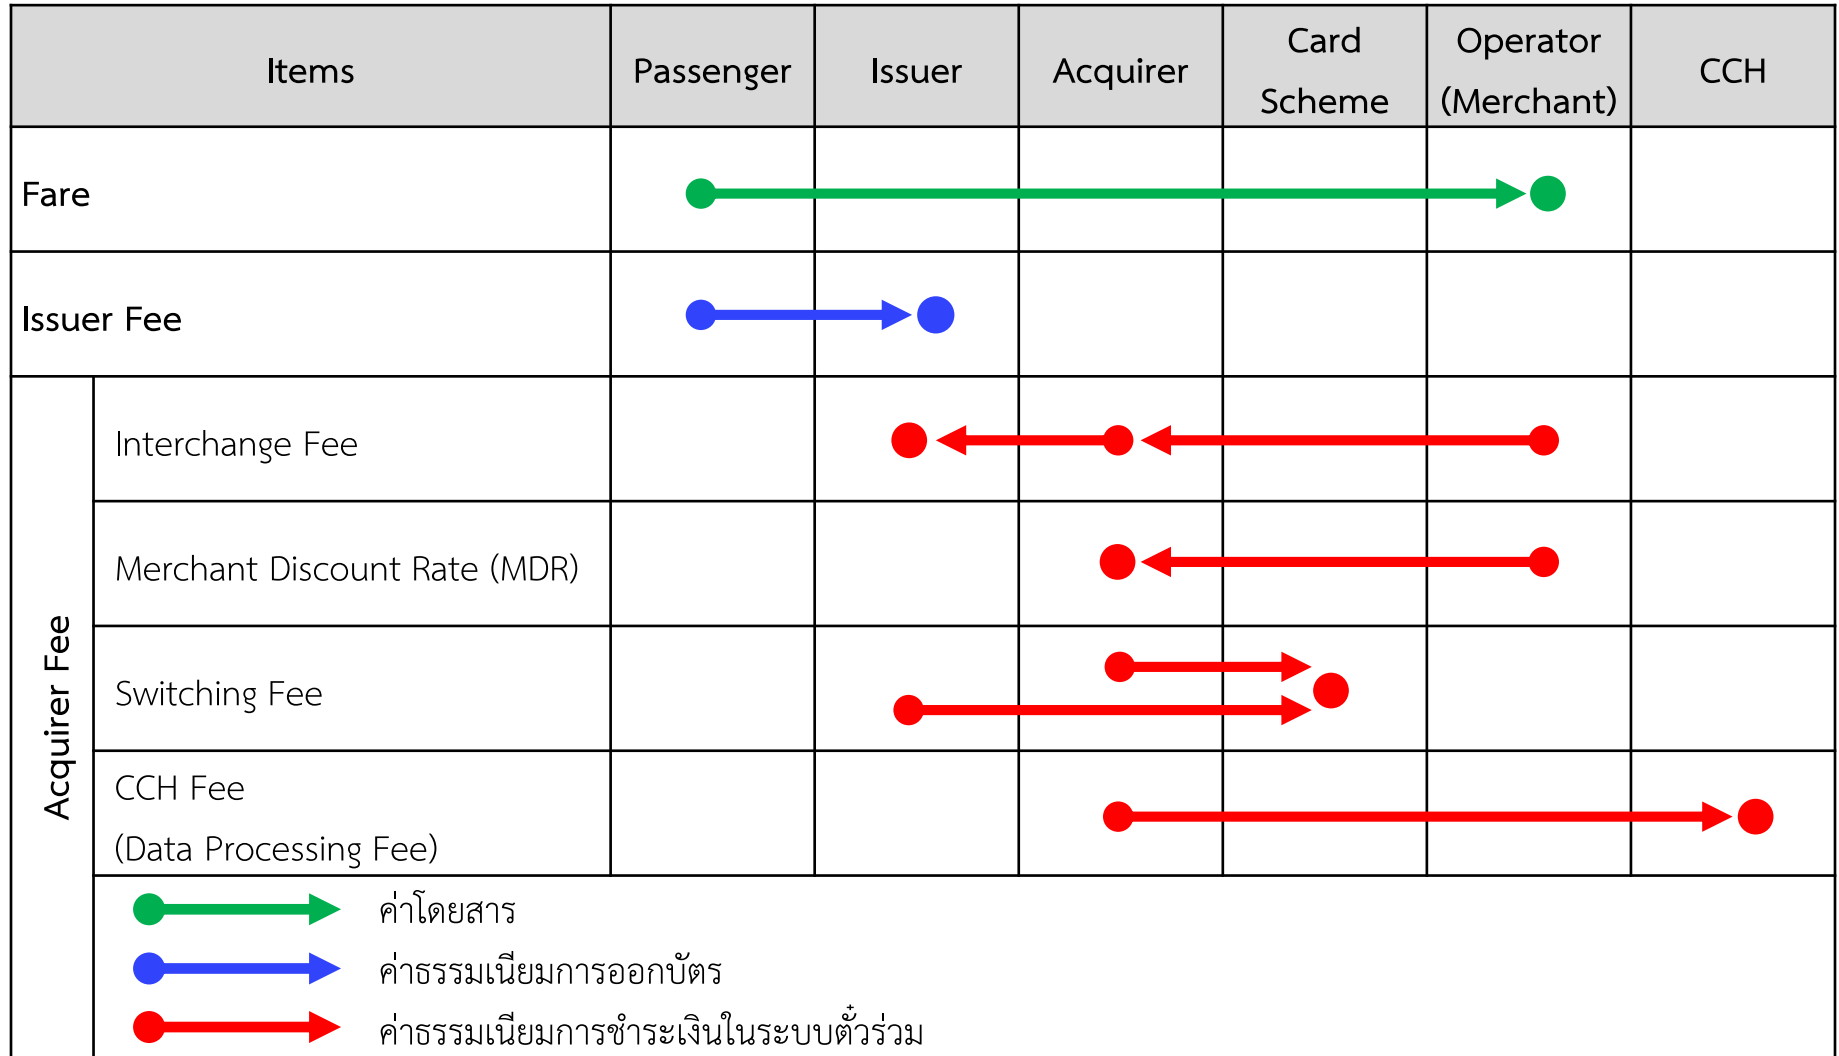 Items
Passenger
Issuer
Acquirer
Card
Scheme
Operator
(Merchant)
CCH
Fare
Issuer Fee
Acquirer Fee
Interchange Fee
Merchant Discount Rate (MDR)
Switching Fee
CCH Fee
(Data Processing Fee)
ค่าโดยสาร
ค่าธรรมเนียมการออกบัตร
ค่าธรรมเนียมการชำระเงินในระบบตั๋วร่วม